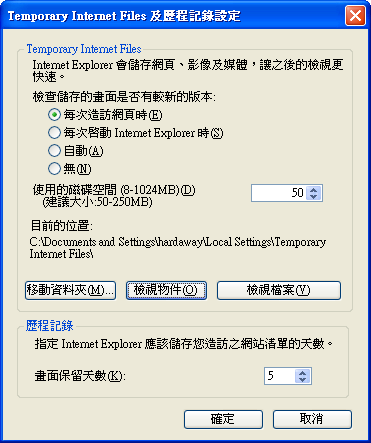 Temporary Internet Files 及歷程記錄設定
Temporary Internet Files
Internet Explorer 會儲存網頁、影像及媒體，讓之後的檢視更
快速。
檢查儲存的畫面是否有較新的版本:
每次造訪網頁時(E)
每次啓動 Internet Explorer 時(S)
自動(A)
無(N)
使用的磁碟空間 (8-1024MB)(D)
50
(建議大小:50-250MB)
目前的位置:
C:\Documents and Settings\hardaway\Local Settings\Temporary
Internet Files\
移動資料夾(M)... 檢視物件(O) 檢視檔案(V)
歷程記錄
指定 Internet Explorer 應該儲存您造訪之網站清單的天數。
畫面保留天數(K): 5
確定 取消